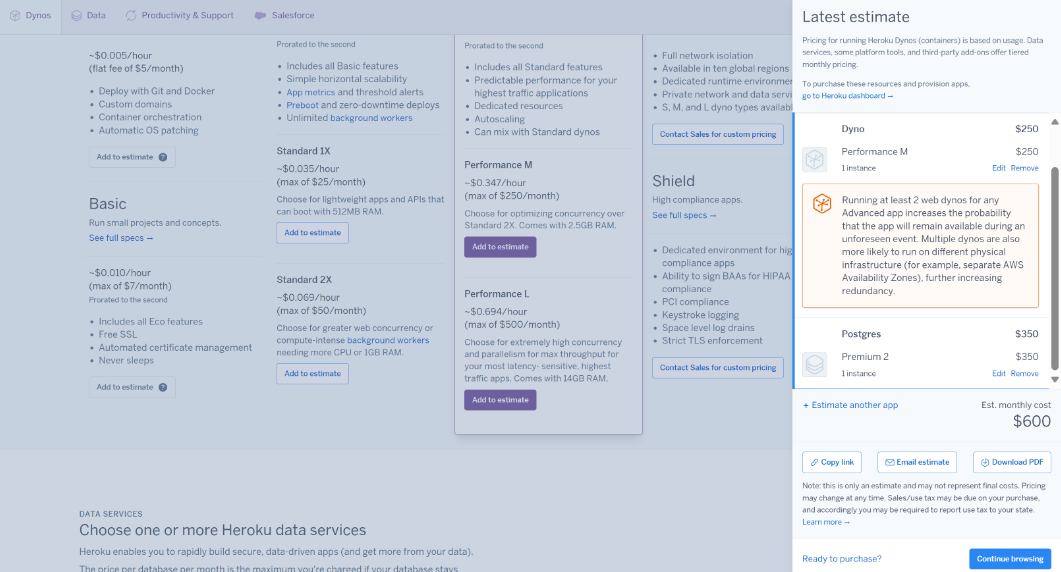 Dynos
Data
Productivity & Support
Salesforce
~$0.005/hour
(flat fee of $5/month)
Deploy with Git and Docker
Custom domains
Container orchestration
Automatic OS patching
Add to estimate ?
Basic
Run small projects and concepts.
See full specs →
~$0.010/hour
(max of $7/month)
Prorated to the second
Includes all Eco features
Free SSL
Automated certificate management
Never sleeps
Add to estimate ?
Prorated to the second
Includes all Basic features
Simple horizontal scalability
App metrics and threshold alerts
Preboot and zero-downtime deploys
Unlimited background workers
Standard 1X
~$0.035/hour
(max of $25/month)
Choose for lightweight apps and APIs that
can boot with 512MB RAM.
Add to estimate
Standard 2X
~$0.069/hour
(max of $50/month)
Choose for greater web concurrency or
compute-intense background workers
needing more CPU or 1GB RAM.
Add to estimate
Prorated to the second
Includes all Standard features
Predictable performance for your
highest traffic applications
Dedicated resources
Autoscaling
Can mix with Standard dynos
Performance M
~$0.347/hour
(max of $250/month)
Choose for optimizing concurrency over
Standard 2X. Comes with 2.5GB RAM.
Add to estimate
Performance L
~$0.694/hour
(max of $500/month)
Choose for extremely high concurrency
and parallelism for max throughput for
your most latency- sensitive, highest
traffic apps. Comes with 14GB RAM.
Add to estimate
Full network isolation
Available in ten global regions
Dedicated runtime environmen
Private network and data servi
S, M, and L dyno types availabl
Contact Sales for custom pricing
Shield
High compliance apps.
See full specs →
Dedicated environment for hig
compliance apps
Ability to sign BAAs for HIPAA
compliance
PCI compliance
Keystroke logging
Space level log drains
Strict TLS enforcement
Contact Sales for custom pricing
DATA SERVICES
Choose one or more Heroku data services
Heroku enables you to rapidly build secure, data-driven apps (and get more from your data).
The price per database per month is the maximum you're charged if your database stays
Latest estimate
Pricing for running Heroku Dynos (containers) is based on usage. Data
services, some platform tools, and third-party add-ons offer tiered
monthly pricing.
To purchase these resources and provision apps,
go to Heroku dashboard →
Dyno $250
Performance M $250
1 instance Edit Remove
Running at least 2 web dynos for any
Advanced app increases the probability
that the app will remain available during an
unforeseen event. Multiple dynos are also
more likely to run on different physical
infrastructure (for example, separate AWS
Availability Zones), further increasing
redundancy.
Postgres $350
Premium 2 $350
1 instance Edit Remove
+ Estimate another app
Est. monthly cost
$600
Copy link
Email estimate
Download PDF
Note: this is only an estimate and may not represent final costs. Pricing
may change at any time. Sales/use tax may be due on your purchase,
and accordingly you may be required to report use tax to your state.
Learn more →
Ready to purchase?
Continue browsing